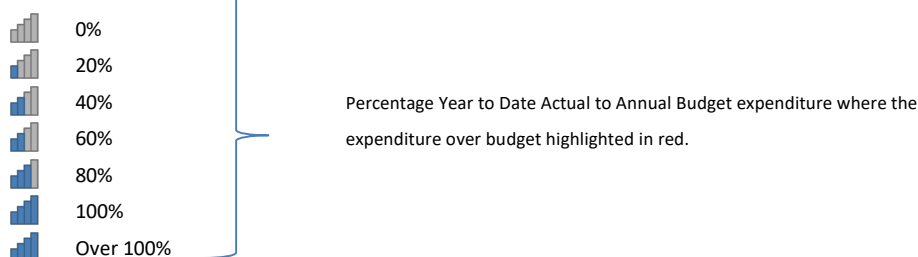 0%
20%
40%
60%
80%
100%
Over 100%
Percentage Year to Date Actual to Annual Budget expenditure where the
expenditure over budget highlighted in red.